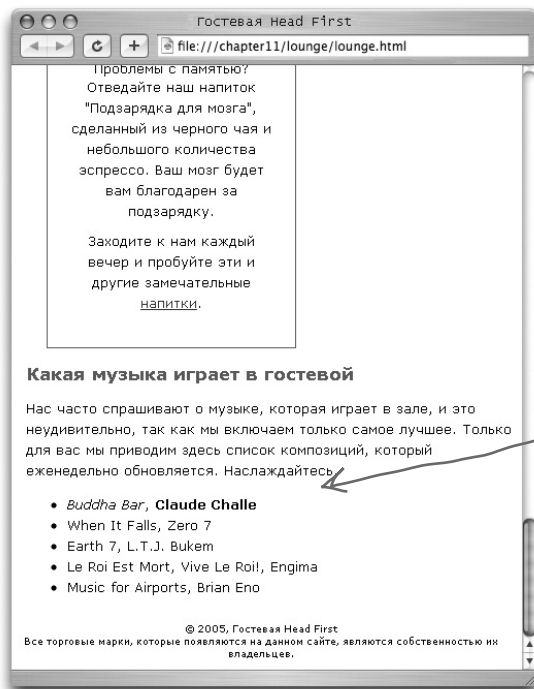 Гостевая Head First
file:///chapter11/lounge/lounge.html
Проблемы с памятью?
Отведайте наш напиток
"Подзарядка для мозга",
сделанный из черного чая и
небольшого количества
эспрессо. Ваш мозг будет
вам благодарен за
подзарядку.
Заходите к нам каждый
вечер и пробуйте эти и
другие замечательные
напитки.
Какая музыка играет в гостевой
Нас часто спрашивают о музыке, которая играет в зале, и это
неудивительно, так как мы включаем только самое лучшее. Только
для вас мы приводим здесь список композиций, который
еженедельно обновляется. Наслаждайтесь.
• Buddha Bar, Claude Challe
• When It Falls, Zero 7
• Earth 7, L.T.J. Bukem
• Le Roi Est Mort, Vive Le Roi!, Engima
• Music for Airports, Brian Eno
© 2005, Гостевая Head First
Все торговые марки, которые появляются на данном сайте, являются собственностью их
владельцев.